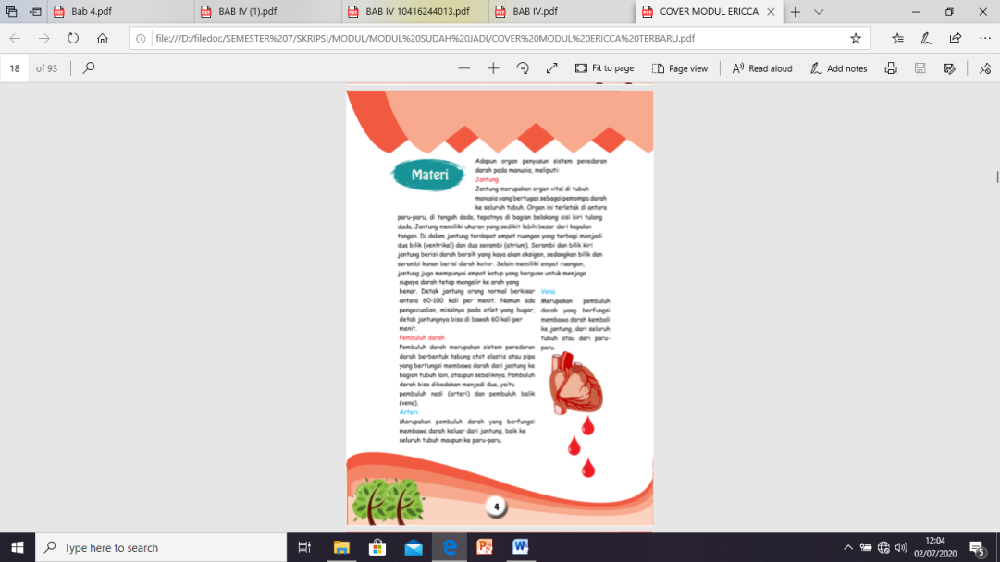 Bab 4.pdf
BAB IV (1).pdf
BAB IV 10416244013.pdf
BAB IV.pdf
COVER MODUL ERICCA
file:///D:/filedoc/SEMESTER%207/SKRIPSI/MODUL/MODUL%20SUDAH%20JADI/COVER%20MODUL%20ERICCA%20TERBARU.pdf
18 of 93
Fit to page
Page view
Read aloud
Add notes
Materi
Adapun organ penyusun sistem peredaran
darah pada manusia, meliputi:
Jantung
Jantung merupakan organ vital di tubuh
manusia yang bertugas sebagai pemompa darah
ke seluruh tubuh. Organ ini terletak di antara
paru-paru, di tengah dada, tepatnya di bagian belakang sisi kiri tulang
dada. Jantung memiliki ukuran yang sedikit lebih besar dari kepalan
tangan. Di dalam jantung terdapat empat ruangan yang terbagi menjadi
dua bilik (ventrikel) dan dua serambi (atrium). Serambi dan bilik kiri
jantung berisi darah bersih yang kaya akan oksigen, sedangkan bilik dan
serambi kanan berisi darah kotor. Selain memiliki empat ruangan,
jantung juga mempunyai empat katup yang berguna untuk menjaga
supaya darah tetap mengalir ke arah yang
benar. Detak jantung orang normal berkisar
antara 60-100 kali per menit. Namun ada
pengecualian, misalnya pada atlet yang bugar,
detak jantungnya bisa di bawah 60 kali per
menit.
Pembuluh darah
Pembuluh darah merupakan sistem peredaran
darah berbentuk tabung otot elastis atau pipa
yang berfungsi membawa darah dari jantung ke
bagian tubuh lain, ataupun sebaliknya. Pembuluh
darah bisa dibedakan menjadi dua, yaitu
pembuluh nadi (arteri) dan pembuluh balik
(vena).
Arteri.
Merupakan pembuluh darah yang berfungsi
membawa darah keluar dari jantung, baik ke
seluruh tubuh maupun ke paru-paru.
Vena.
Merupakan pembuluh
darah yang berfungsi
membawa darah kembali
ke jantung, dari seluruh
tubuh atau dari paru-
paru.
4
Type here to search
12:04
02/07/2020
5